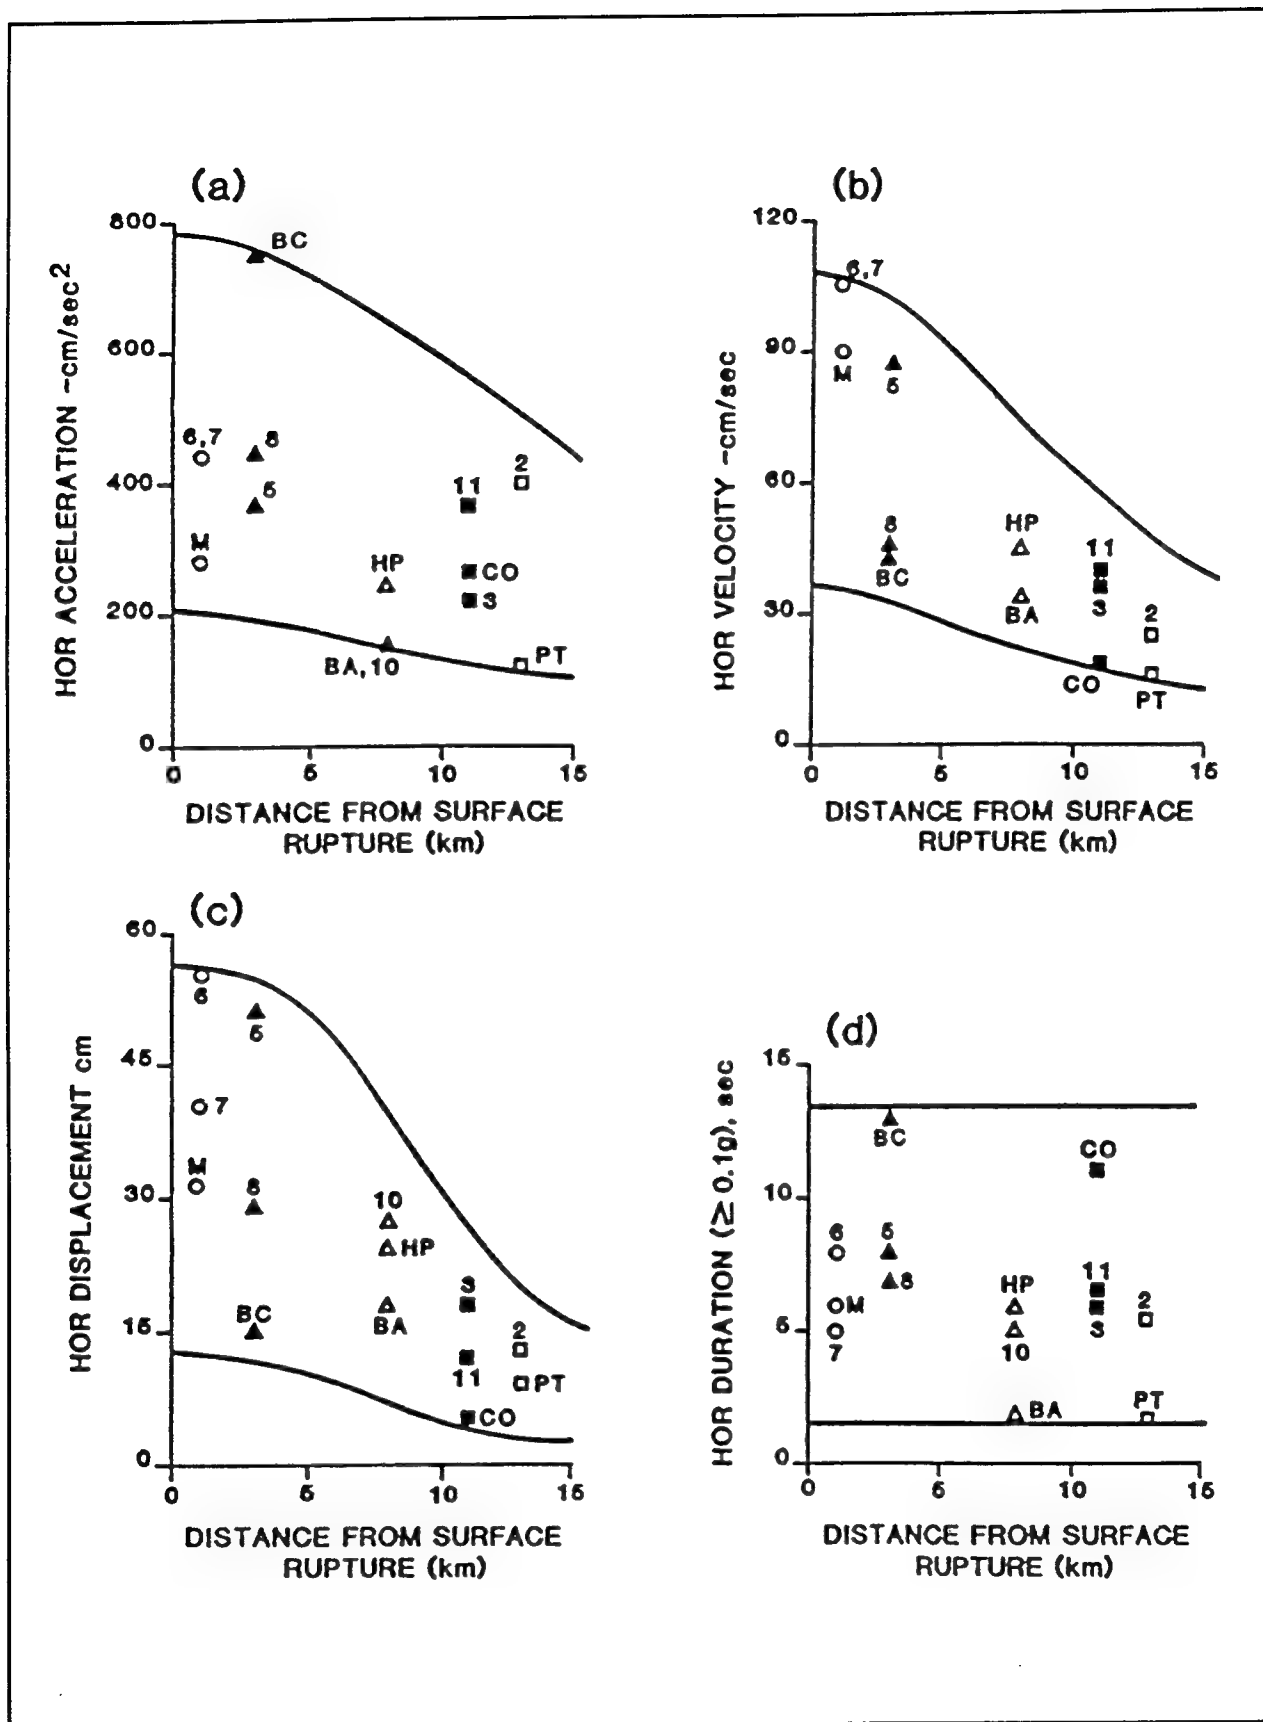 (a)
800
600
400
200
0
HOR ACCELERATION -cm/sec²
BC
6,7
8
5
M
HP
11
2
CO
3
BA,10
PT
0 5 10 15
DISTANCE FROM SURFACE
RUPTURE (km)
(b)
120
90
60
30
0
HOR VELOCITY -cm/sec
6,7
M
5
8
BC
HP
BA
11
3
2
CO
PT
0 5 10 15
DISTANCE FROM SURFACE
RUPTURE (km)
(c)
60
45
30
15
0
HOR DISPLACEMENT cm
6
5
7
M
8
BC
10
HP
BA
3
11
2
PT
CO
0 5 10 15
DISTANCE FROM SURFACE
RUPTURE (km)
(d)
15
10
5
0
HOR DURATION (≥ 0.1g), sec
BC
CO
6
5
8
M
7
HP
10
11
3
2
BA
PT
0 5 10 15
DISTANCE FROM SURFACE
RUPTURE (km)